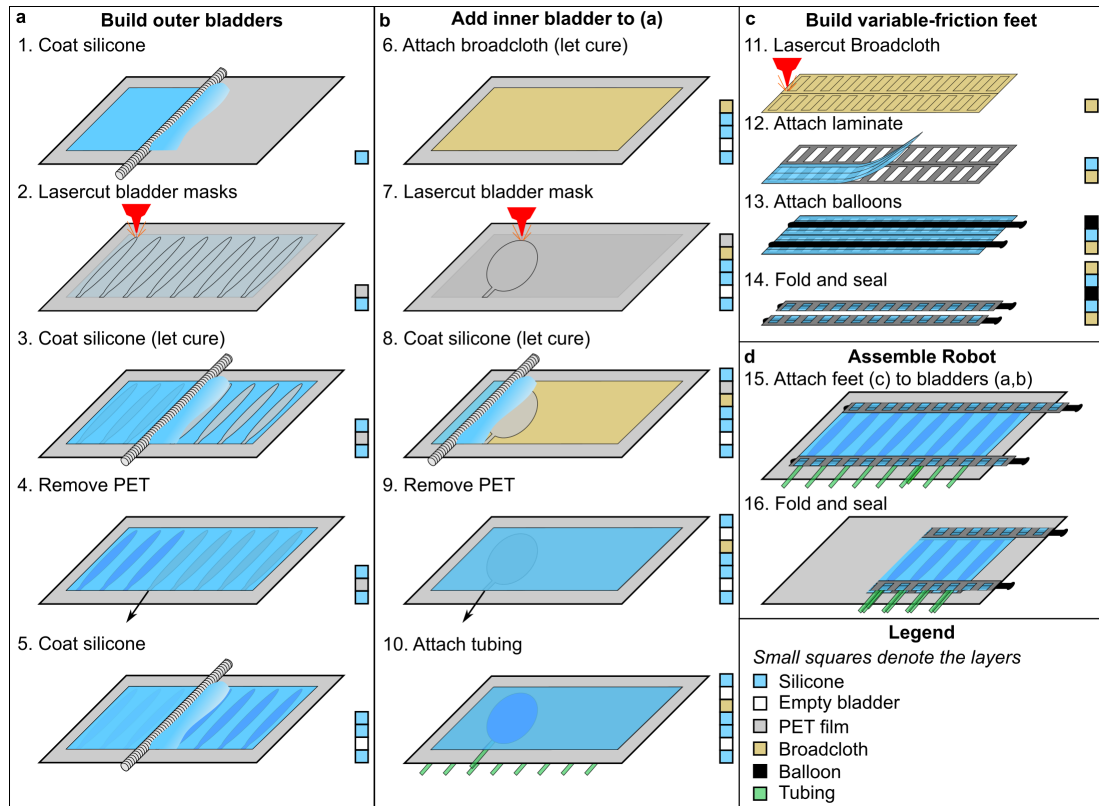 a Build outer bladders
1. Coat silicone
2. Lasercut bladder masks
3. Coat silicone (let cure)
4. Remove PET
5. Coat silicone
b Add inner bladder to (a)
6. Attach broadcloth (let cure)
7. Lasercut bladder mask
8. Coat silicone (let cure)
9. Remove PET
10. Attach tubing
c Build variable-friction feet
11. Lasercut Broadcloth
12. Attach laminate
13. Attach balloons
14. Fold and seal
d Assemble Robot
15. Attach feet (c) to bladders (a,b)
16. Fold and seal
Legend
Small squares denote the layers
Silicone
Empty bladder
PET film
Broadcloth
Balloon
Tubing